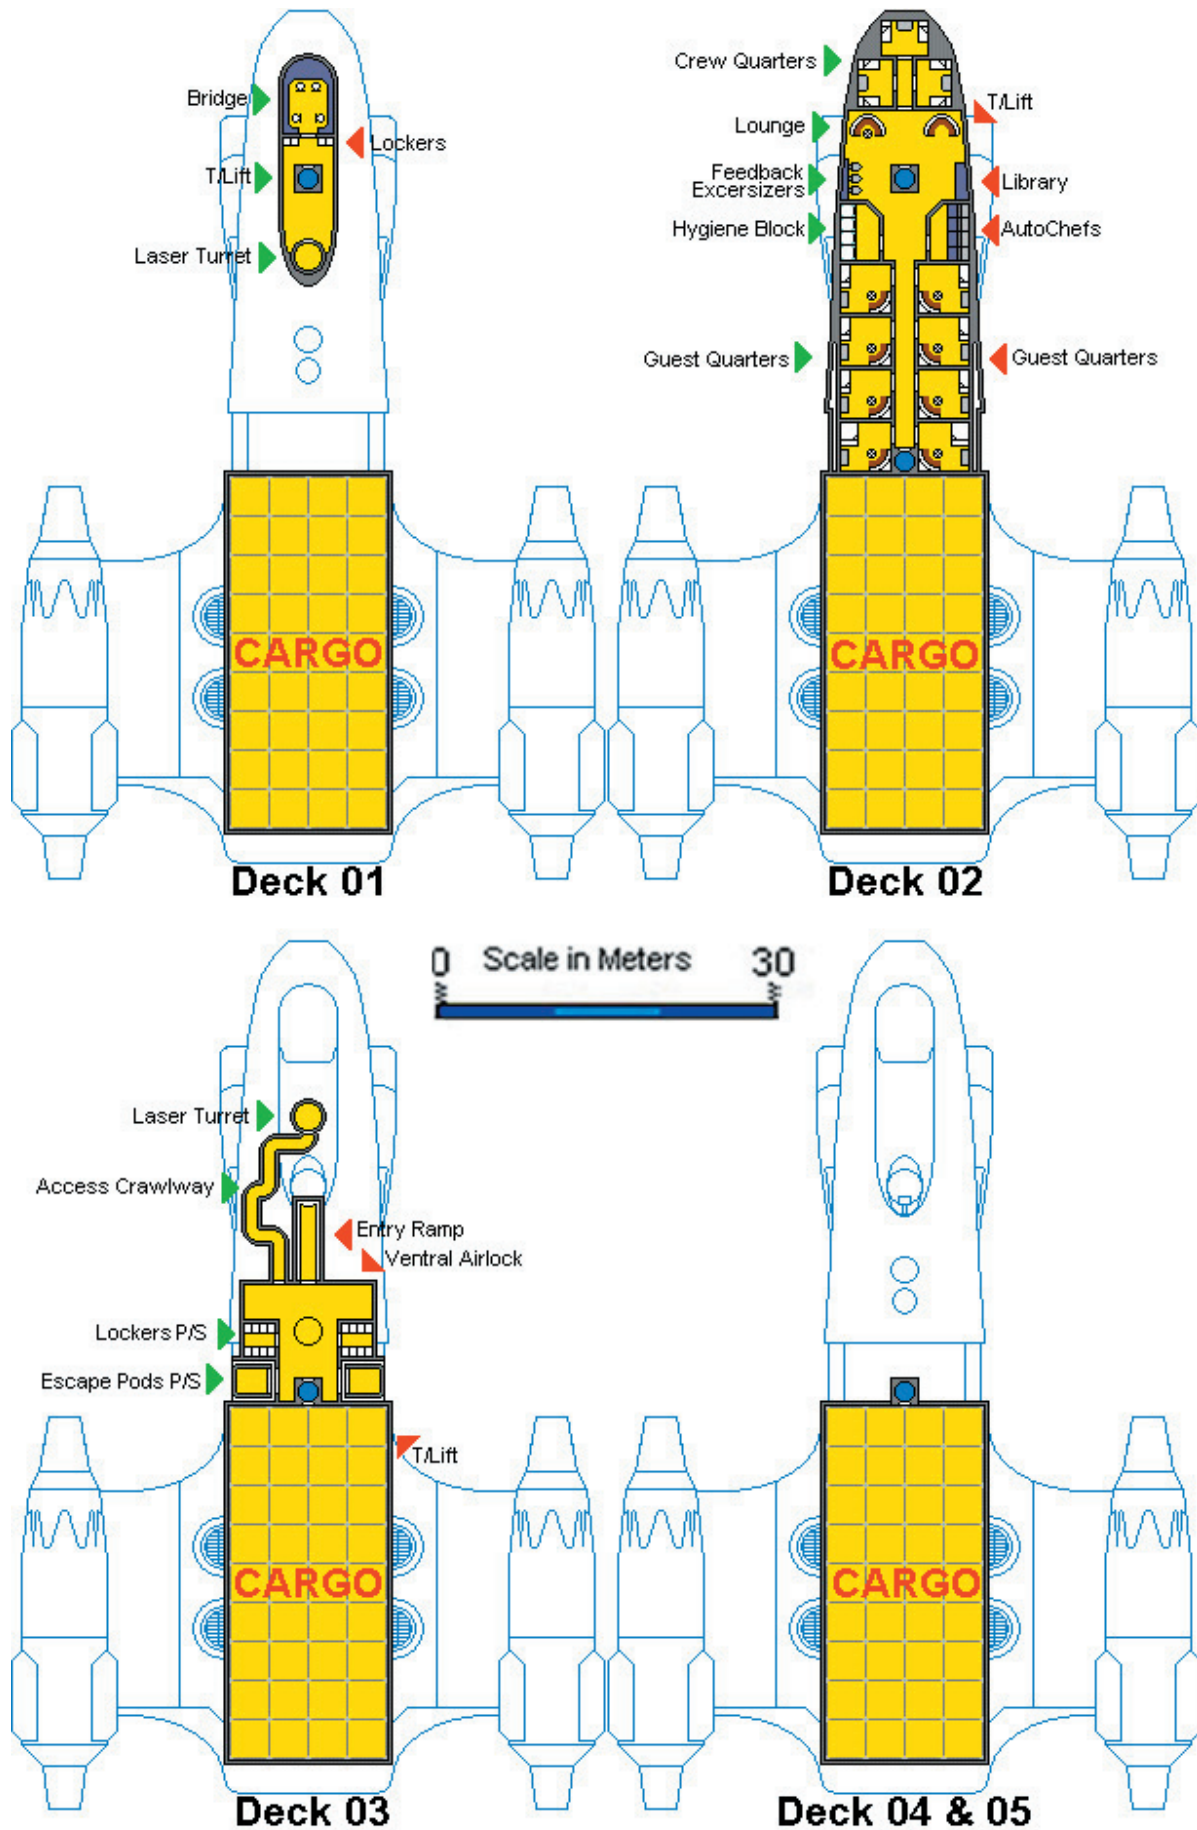 Bridge
Lockers
T/Lift
Laser Turret
CARGO
Deck 01
Crew Quarters
T/Lift
Lounge
Feedback
Excersizers
Library
Hygiene Block
AutoChefs
Guest Quarters
Guest Quarters
CARGO
Deck 02
0 Scale in Meters 30
Laser Turret
Access Crawlway
Entry Ramp
Ventral Airlock
Lockers P/S
Escape Pods P/S
T/Lift
CARGO
Deck 03
CARGO
Deck 04 & 05